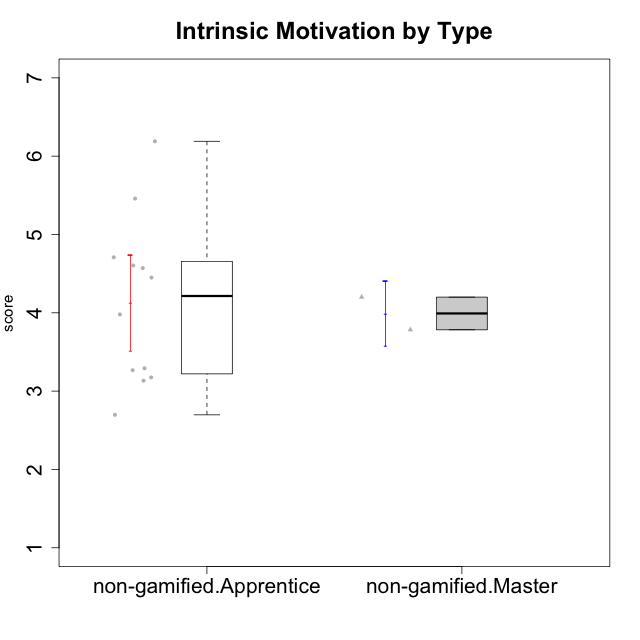 Intrinsic Motivation by Type
score
7
6
5
4
3
2
1
non-gamified.Apprentice
non-gamified.Master